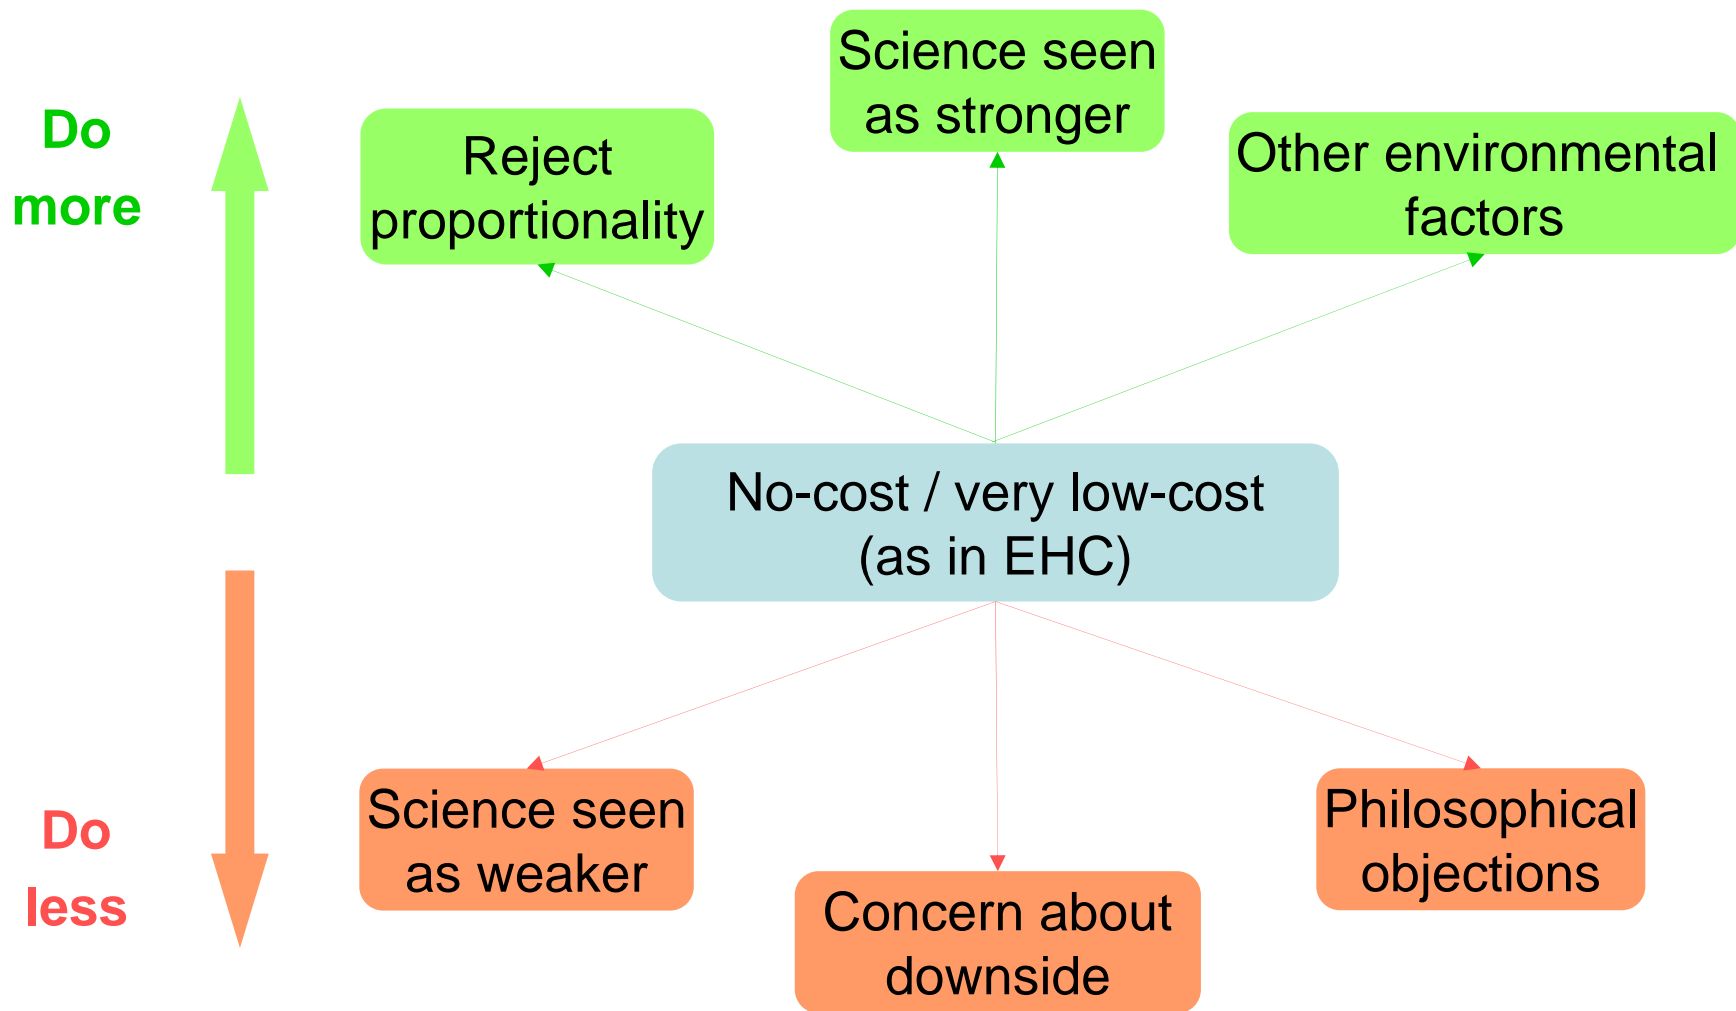 Do
more
Reject
proportionality
Science seen
as stronger
Other environmental
factors
No-cost / very low-cost
(as in EHC)
Do
less
Science seen
as weaker
Concern about
downside
Philosophical
objections